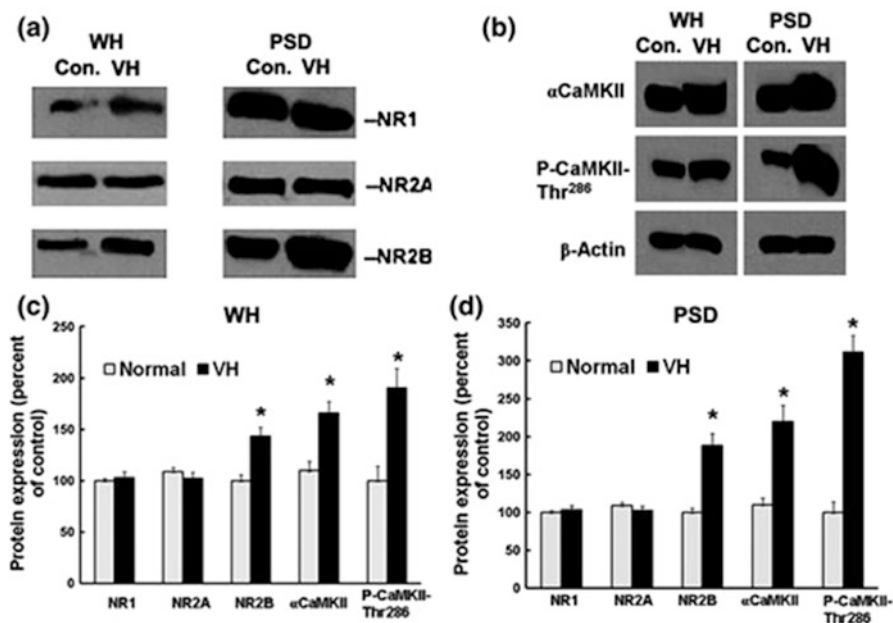 (a)
WH PSD
Con. VH Con. VH
–NR1
–NR2A
–NR2B
(b)
WH PSD
Con. VH Con. VH
αCaMKII
P-CaMKII-
Thr286
β-Actin
(c)
WH
Protein expression (percent
of control)
250
200
150
100
50
0
Normal VH
* * *
NR1 NR2A NR2B αCaMKII P-CaMKII-
Thr286
(d)
PSD
Protein expression (percent
of control)
350
300
250
200
150
100
50
0
Normal VH
* * *
NR1 NR2A NR2B αCaMKII P-CaMKII-
Thr286